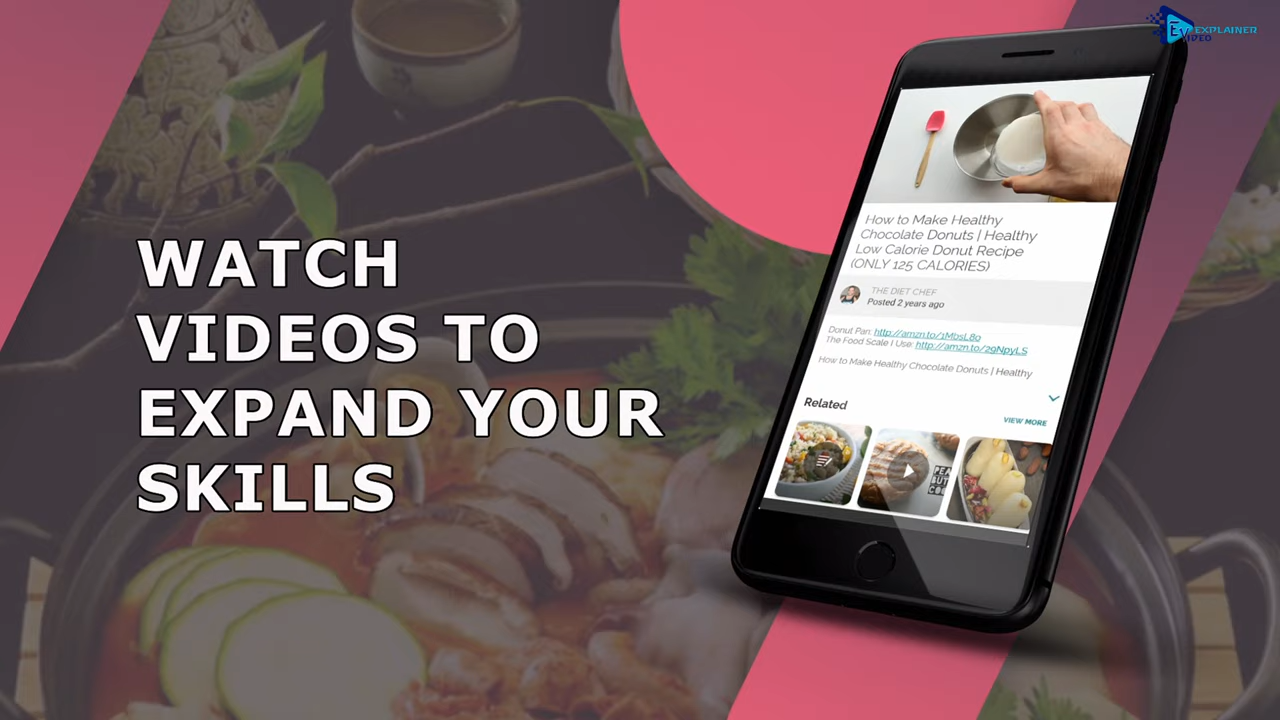 WATCH
VIDEOS TO
EXPAND YOUR
SKILLS
EXPLAINER
VIDEO
EV
How to Make Healthy
Chocolate Donuts | Healthy
Low Calorie Donut Recipe
(ONLY 125 CALORIES)
THE DIET CHEF
Posted 2 years ago
Donut Pan: http://amzn.to/1MbsL8o
The Food Scale I Use: http://amzn.to/29NpyLS
How to Make Healthy Chocolate Donuts | Healthy
Related
VIEW MORE